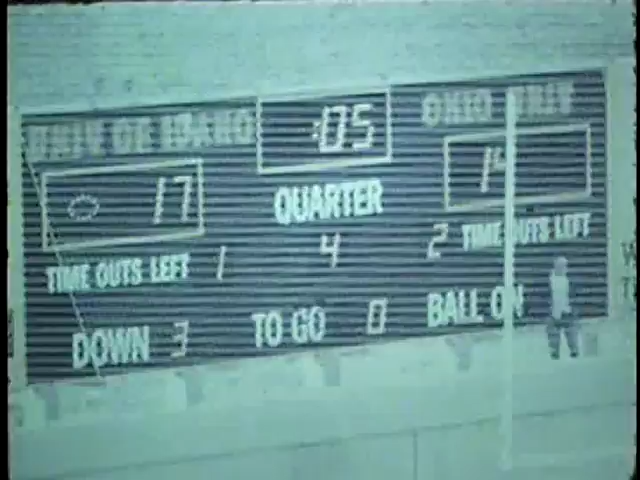 UNIV OF IDAHO :05 OHIO UNIV
17 QUARTER 14
TIME OUTS LEFT 1 4 2 TIME OUTS LEFT
DOWN 3 TO GO 0 BALL ON